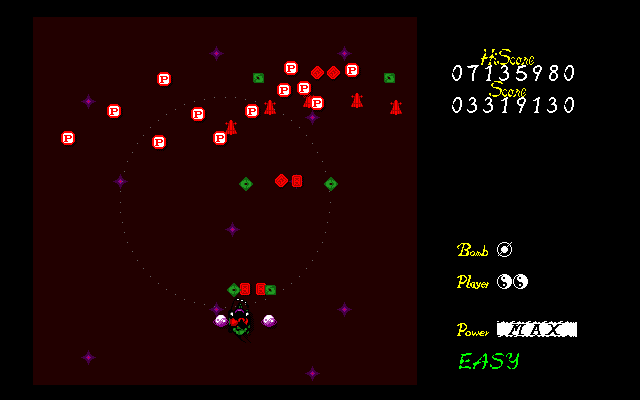 HiScore
07135980
Score
03319130
P P P
P P
P P P P
P P P
Bomb
Player
Power MAX
EASY